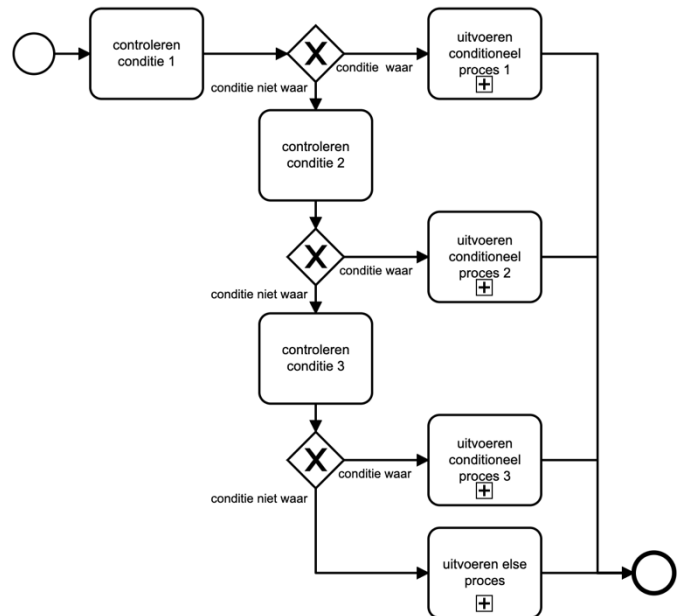 controleren
conditie 1
conditie waar
uitvoeren
conditioneel
proces 1
conditie niet waar
controleren
conditie 2
conditie waar
uitvoeren
conditioneel
proces 2
conditie niet waar
controleren
conditie 3
conditie waar
uitvoeren
conditioneel
proces 3
conditie niet waar
uitvoeren else
proces